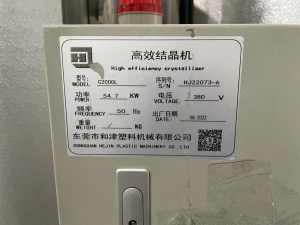 高效结晶机
High efficiency crystallizer
型号: MODEL C2000L 序列号: S/N HJ22073-6
功率: POWER: 54.7 KW 电压: VOLTAGE: 380 V
频率: FREQUENCY: 50 Hz 出厂日期: DATE: 08.2022
重量: WEIGHT: / KG
东莞市和津塑料机械有限公司
DONGGUAN HEJIN PLASTIC MACHINERY CO.,LTD